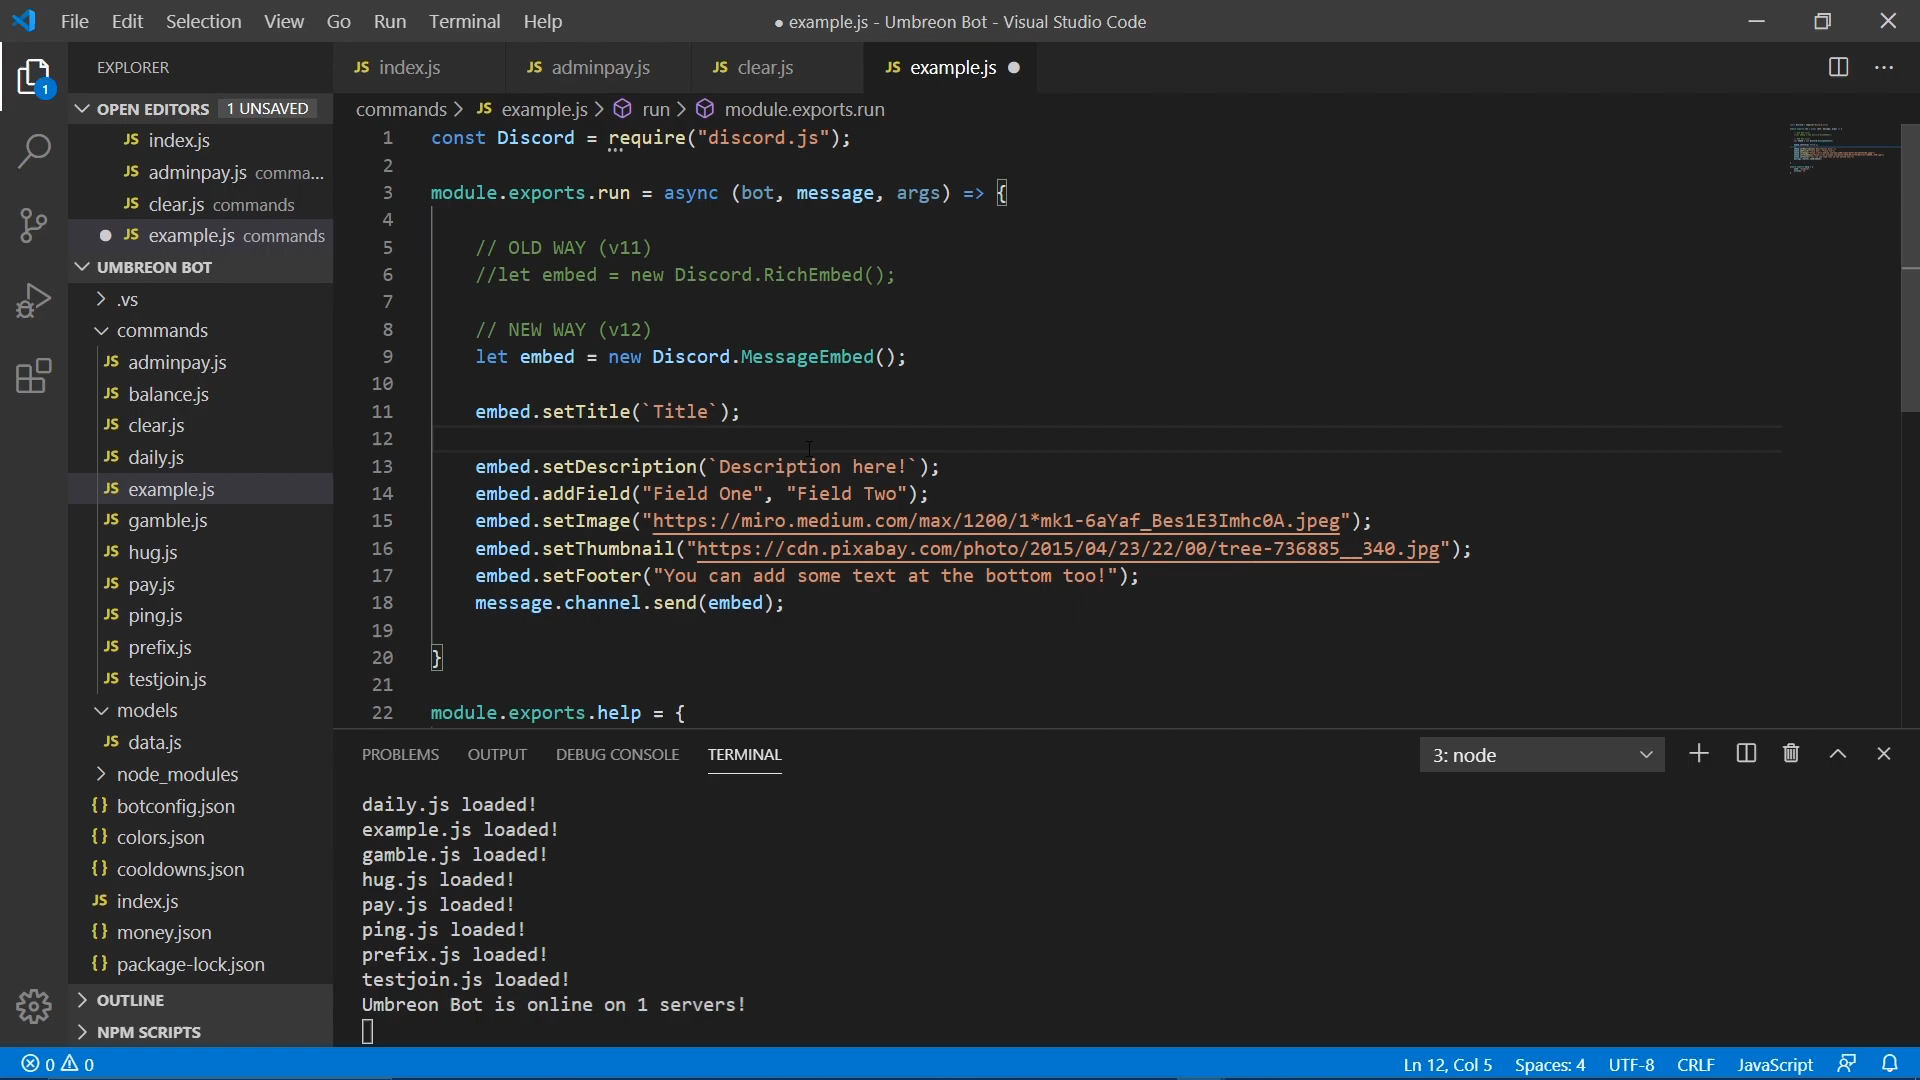 File Edit Selection View Go Run Terminal Help
● example.js - Umbreon Bot - Visual Studio Code
EXPLORER
1
OPEN EDITORS 1 UNSAVED
JS index.js
JS adminpay.js comma...
JS clear.js commands
JS example.js commands
UMBREON BOT
.vs
commands
JS adminpay.js
JS balance.js
JS clear.js
JS daily.js
JS example.js
JS gamble.js
JS hug.js
JS pay.js
JS ping.js
JS prefix.js
JS testjoin.js
models
JS data.js
node_modules
{} botconfig.json
{} colors.json
{} cooldowns.json
JS index.js
{} money.json
{} package-lock.json
OUTLINE
NPM SCRIPTS
JS index.js JS adminpay.js JS clear.js JS example.js ●
commands > JS example.js > run > module.exports.run
1 const Discord = require("discord.js");
2
3 module.exports.run = async (bot, message, args) => {
4
5 // OLD WAY (v11)
6 //let embed = new Discord.RichEmbed();
7
8 // NEW WAY (v12)
9 let embed = new Discord.MessageEmbed();
10
11 embed.setTitle(`Title`);
12
13 embed.setDescription(`Description here!`);
14 embed.addField("Field One", "Field Two");
15 embed.setImage("https://miro.medium.com/max/1200/1*mk1-6aYaf_Bes1E3Imhc0A.jpeg");
16 embed.setThumbnail("https://cdn.pixabay.com/photo/2015/04/23/22/00/tree-736885__340.jpg");
17 embed.setFooter("You can add some text at the bottom too!");
18 message.channel.send(embed);
19
20 }
21
22 module.exports.help = {
PROBLEMS OUTPUT DEBUG CONSOLE TERMINAL
3: node
daily.js loaded!
example.js loaded!
gamble.js loaded!
hug.js loaded!
pay.js loaded!
ping.js loaded!
prefix.js loaded!
testjoin.js loaded!
Umbreon Bot is online on 1 servers!
0 0
Ln 12, Col 5 Spaces: 4 UTF-8 CRLF JavaScript